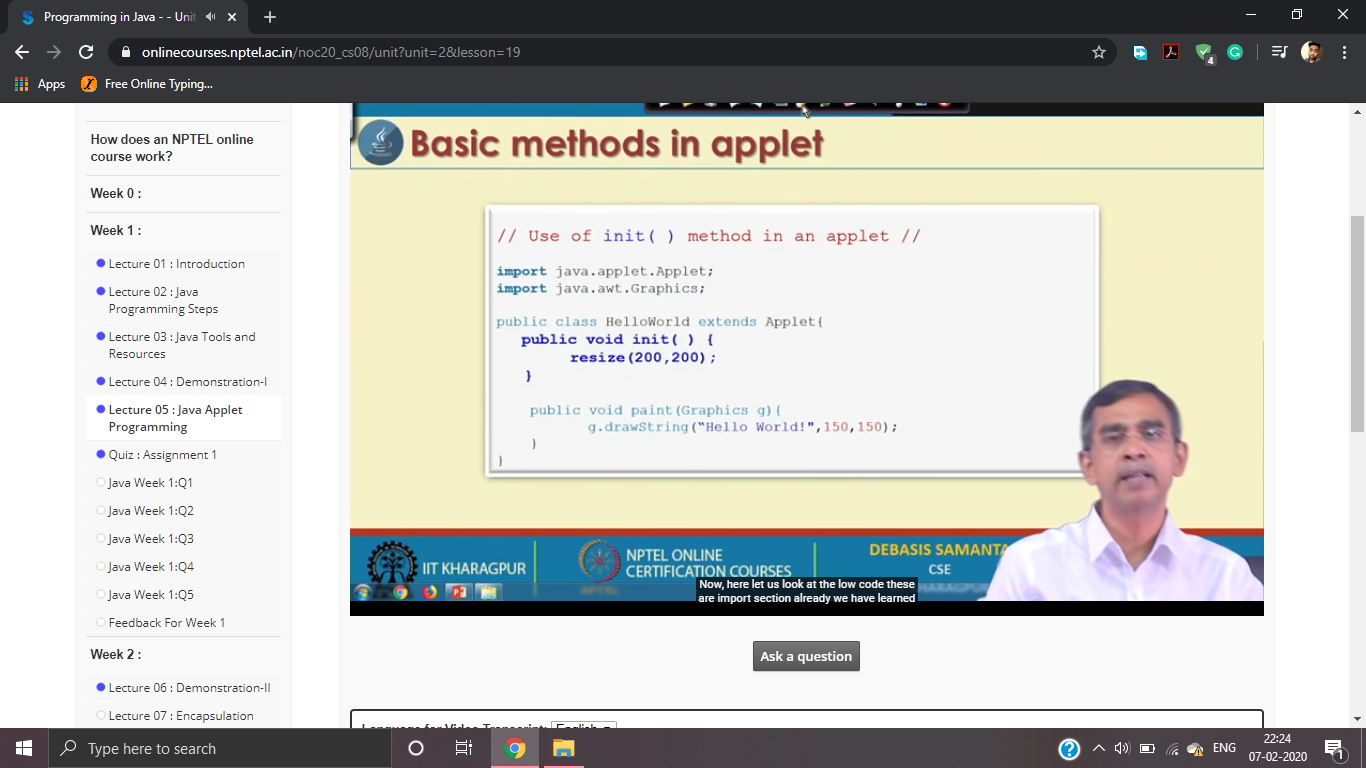 Programming in Java - - Unit
onlinecourses.nptel.ac.in/noc20_cs08/unit?unit=2&lesson=19
4
Apps
Free Online Typing...
How does an NPTEL online
course work?
Week 0 :
Week 1 :
Lecture 01 : Introduction
Lecture 02 : Java
Programming Steps
Lecture 03 : Java Tools and
Resources
Lecture 04 : Demonstration-I
Lecture 05 : Java Applet
Programming
Quiz : Assignment 1
Java Week 1:Q1
Java Week 1:Q2
Java Week 1:Q3
Java Week 1:Q4
Java Week 1:Q5
Feedback For Week 1
Week 2 :
Lecture 06 : Demonstration-II
Lecture 07 : Encapsulation
Basic methods in applet
// Use of init( ) method in an applet //
import java.applet.Applet;
import java.awt.Graphics;
public class HelloWorld extends Applet{
public void init( ) {
resize(200,200);
}
public void paint(Graphics g){
g.drawString(“Hello World!",150,150);
}
}
IIT KHARAGPUR
NPTEL ONLINE
CERTIFICATION COURSES
NPTEL
DEBASIS SAMANTA
CSE
Now, here let us look at the low code these
are import section already we have learned
Ask a question
Language for Video Transcript: English
Type here to search
ENG
22:24
07-02-2020
1